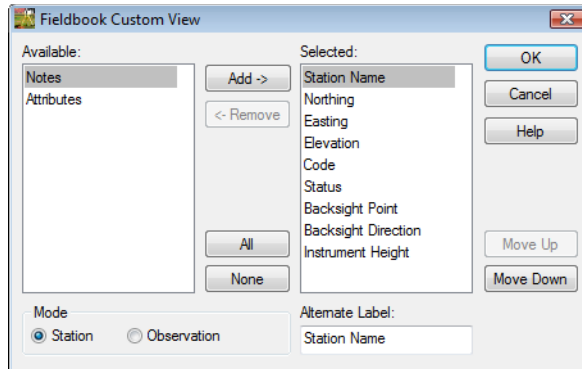 Fieldbook Custom View
Available:
Notes
Attributes
Add ->
<- Remove
All
None
Selected:
Station Name
Northing
Easting
Elevation
Code
Status
Backsight Point
Backsight Direction
Instrument Height
OK
Cancel
Help
Move Up
Move Down
Mode
Station
Observation
Alternate Label:
Station Name